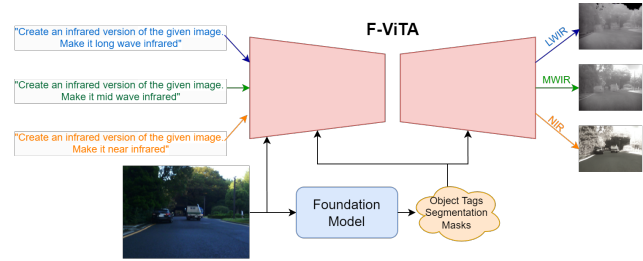 F-ViTA
"Create an infrared version of the given image.
Make it long wave infrared"
"Create an infrared version of the given image.
Make it mid wave infrared"
"Create an infrared version of the given image.
Make it near infrared"
LWIR
MWIR
NIR
Foundation
Model
Object Tags
Segmentation
Masks